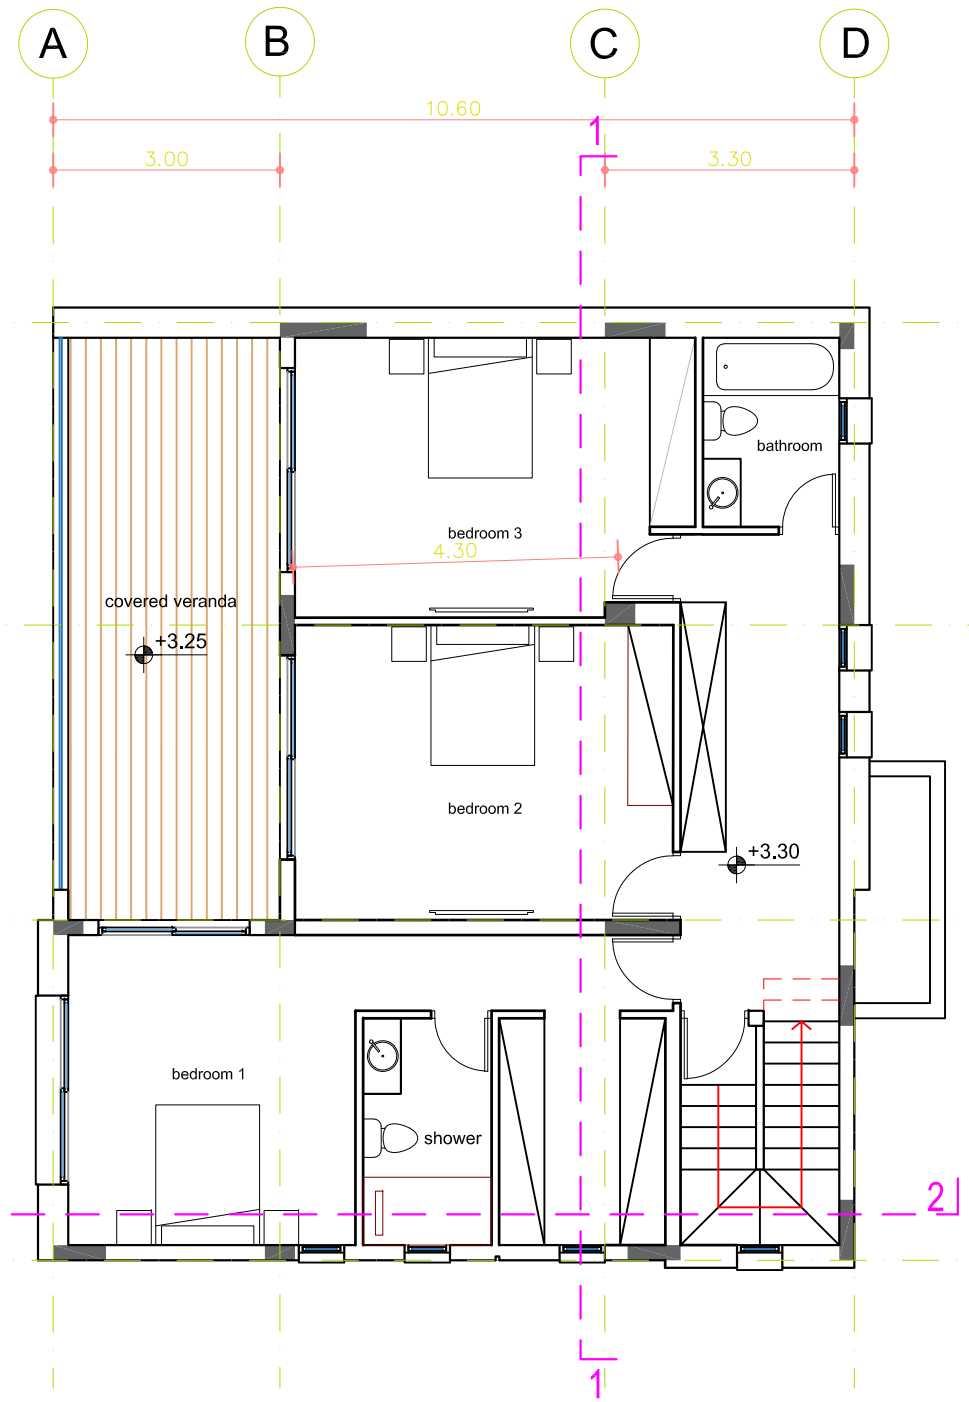 A B C D
10.60
1
3.00 3.30
bathroom
bedroom 3
4.30
covered veranda
+3.25
bedroom 2
+3.30
bedroom 1
shower
2
1